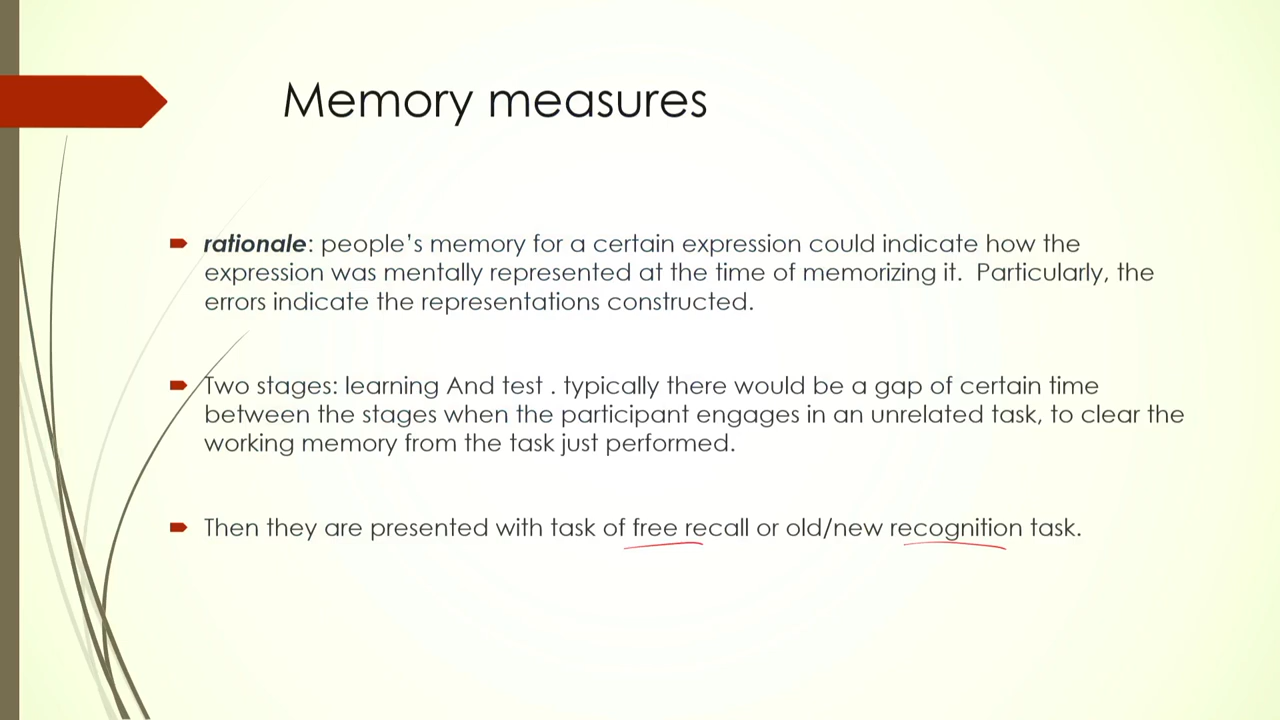 Memory measures
rationale: people’s memory for a certain expression could indicate how the
expression was mentally represented at the time of memorizing it.  Particularly, the
errors indicate the representations constructed.
Two stages: learning And test . typically there would be a gap of certain time
between the stages when the participant engages in an unrelated task, to clear the
working memory from the task just performed.
Then they are presented with task of free recall or old/new recognition task.